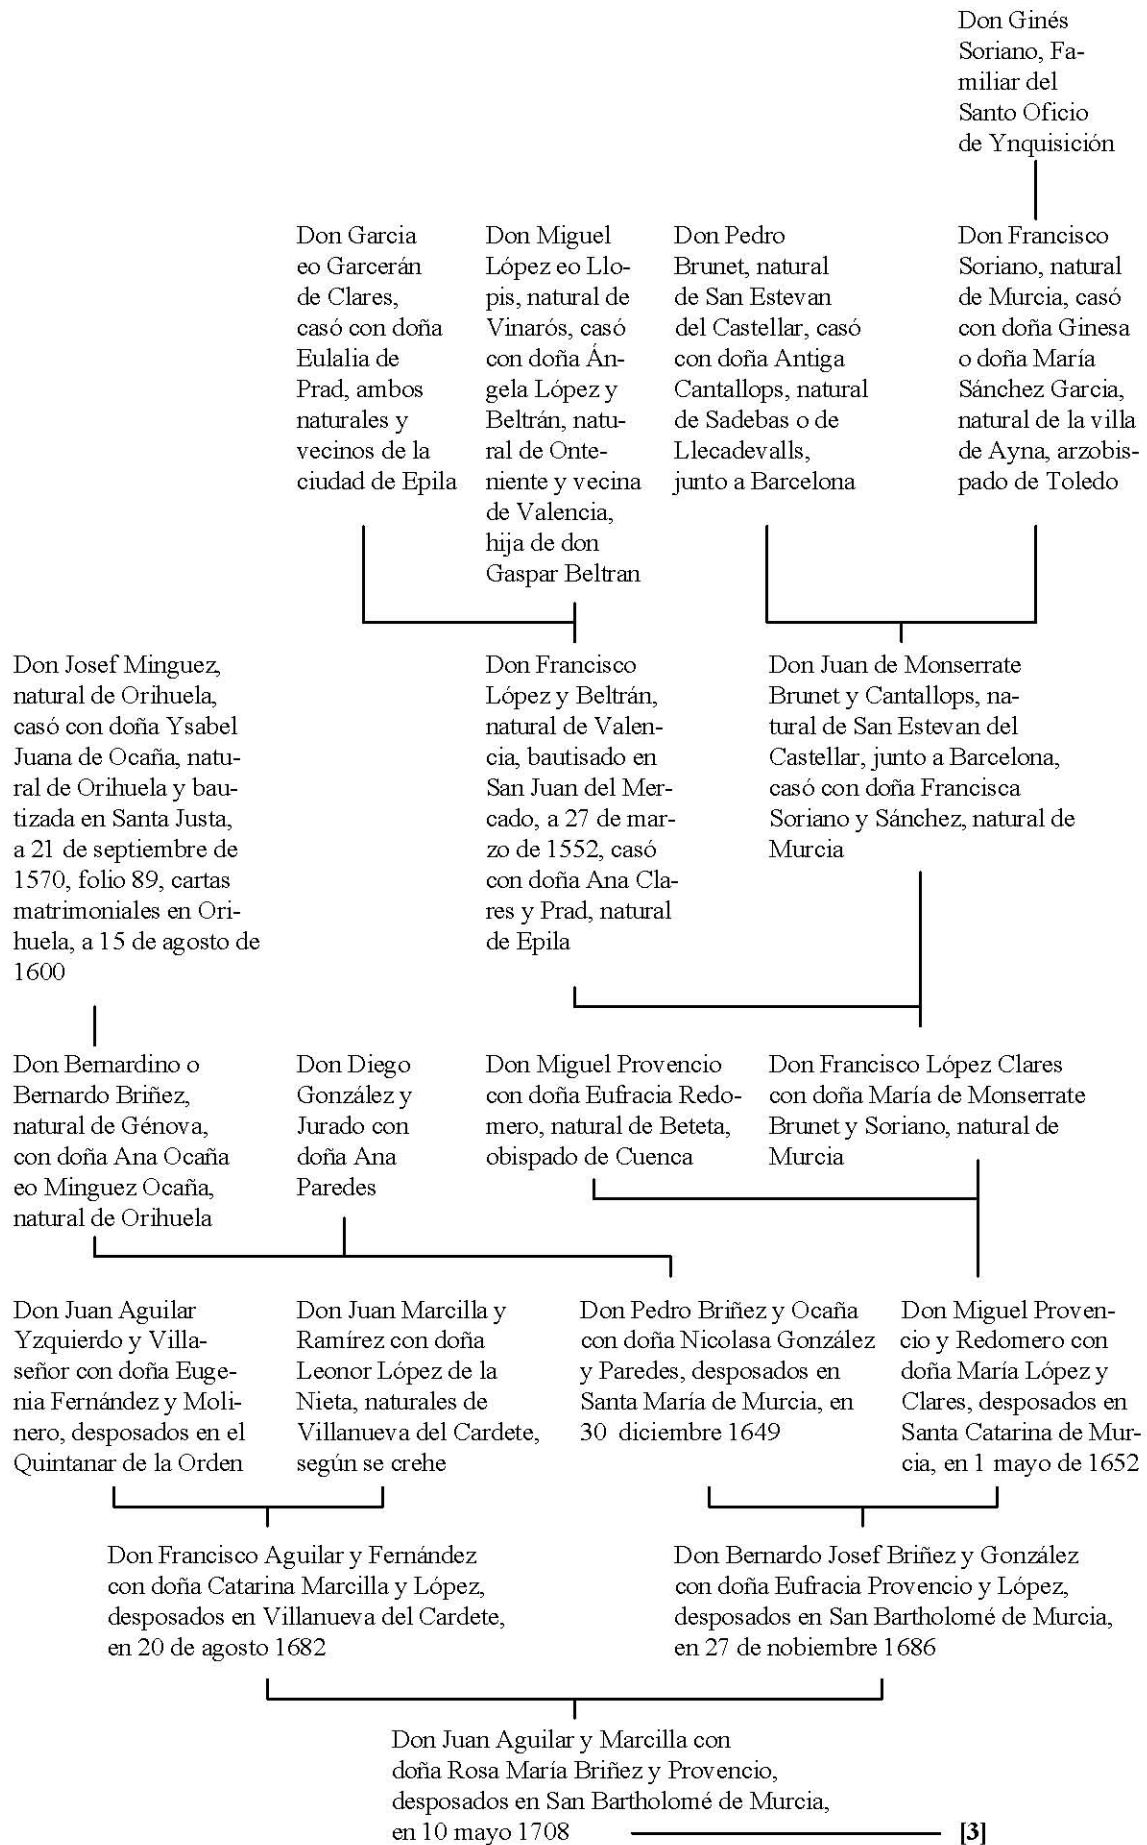 Don Ginés
Soriano, Fa-
miliar del
Santo Oficio
de Ynquisición
Don Garcia
eo Garcerán
de Clares,
casó con doña
Eulalia de
Prad, ambos
naturales y
vecinos de la
ciudad de Epila
Don Miguel
López eo Llo-
pis, natural de
Vinarós, casó
con doña Án-
gela López y
Beltrán, natu-
ral de Onte-
niente y vecina
de Valencia,
hija de don
Gaspar Beltran
Don Pedro
Brunet, natural
de San Estevan
del Castellar, casó
con doña Antiga
Cantallops, natural
de Sadebas o de
Llecadevalls,
junto a Barcelona
Don Francisco
Soriano, natural
de Murcia, casó
con doña Ginesa
o doña María
Sánchez Garcia,
natural de la villa
de Ayna, arzobis-
pado de Toledo
Don Josef Minguez,
natural de Orihuela,
casó con doña Ysabel
Juana de Ocaña, natu-
ral de Orihuela y bau-
tizada en Santa Justa,
a 21 de septiembre de
1570, folio 89, cartas
matrimoniales en Ori-
huela, a 15 de agosto de
1600
Don Francisco
López y Beltrán,
natural de Valen-
cia, bautisado en
San Juan del Mer-
cado, a 27 de mar-
zo de 1552, casó
con doña Ana Cla-
res y Prad, natural
de Epila
Don Juan de Monserrate
Brunet y Cantallops, na-
tural de San Estevan del
Castellar, junto a Barcelona,
casó con doña Francisca
Soriano y Sánchez, natural de
Murcia
Don Bernardino o
Bernardo Briñez,
natural de Génova,
con doña Ana Ocaña
eo Minguez Ocaña,
natural de Orihuela
Don Diego
González y
Jurado con
doña Ana
Paredes
Don Miguel Provencio
con doña Eufracia Redo-
mero, natural de Beteta,
obispado de Cuenca
Don Francisco López Clares
con doña María de Monserrate
Brunet y Soriano, natural de
Murcia
Don Juan Aguilar
Yzquierdo y Villa-
señor con doña Euge-
nia Fernández y Moli-
nero, desposados en el
Quintanar de la Orden
Don Juan Marcilla y
Ramírez con doña
Leonor López de la
Nieta, naturales de
Villanueva del Cardete,
según se crehe
Don Pedro Briñez y Ocaña
con doña Nicolasa González
y Paredes, desposados en
Santa María de Murcia, en
30 diciembre 1649
Don Miguel Proven-
cio y Redomero con
doña María López y
Clares, desposados en
Santa Catarina de Mur-
cia, en 1 mayo de 1652
Don Francisco Aguilar y Fernández
con doña Catarina Marcilla y López,
desposados en Villanueva del Cardete,
en 20 de agosto 1682
Don Bernardo Josef Briñez y González
con doña Eufracia Provencio y López,
desposados en San Bartholomé de Murcia,
en 27 de nobiembre 1686
Don Juan Aguilar y Marcilla con
doña Rosa María Briñez y Provencio,
desposados en San Bartholomé de Murcia,
en 10 mayo 1708 [3]